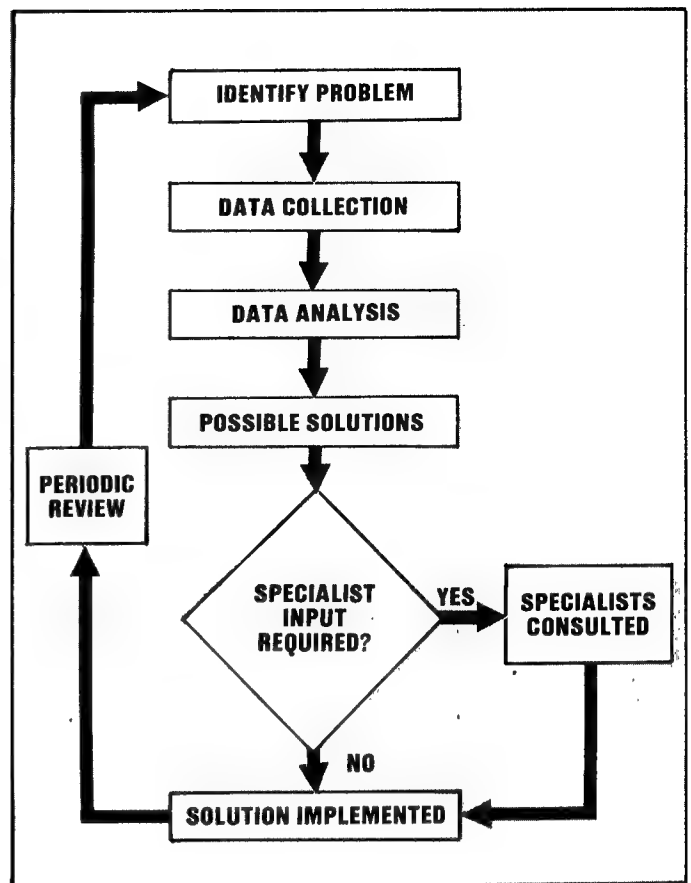 IDENTIFY PROBLEM
DATA COLLECTION
DATA ANALYSIS
POSSIBLE SOLUTIONS
PERIODIC
REVIEW
SPECIALIST
INPUT
REQUIRED?
YES
SPECIALISTS
CONSULTED
NO
SOLUTION IMPLEMENTED